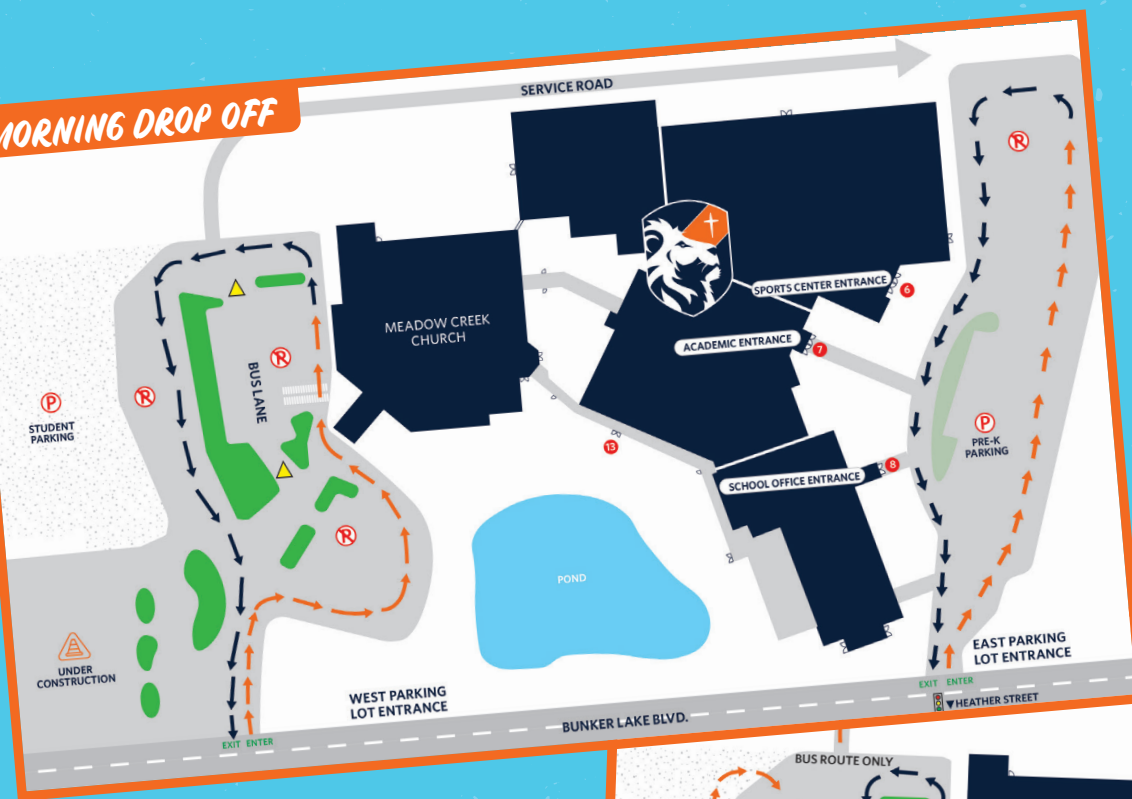 MORNING DROP OFF
SERVICE ROAD
SPORTS CENTER ENTRANCE
6
MEADOW CREEK
CHURCH
ACADEMIC ENTRANCE
7
BUS LANE
P
STUDENT
PARKING
P
PRE-K
PARKING
13
SCHOOL OFFICE ENTRANCE
8
POND
UNDER
CONSTRUCTION
WEST PARKING
LOT ENTRANCE
EAST PARKING
LOT ENTRANCE
EXIT ENTER
HEATHER STREET
BUNKER LAKE BLVD.
EXIT ENTER
BUS ROUTE ONLY